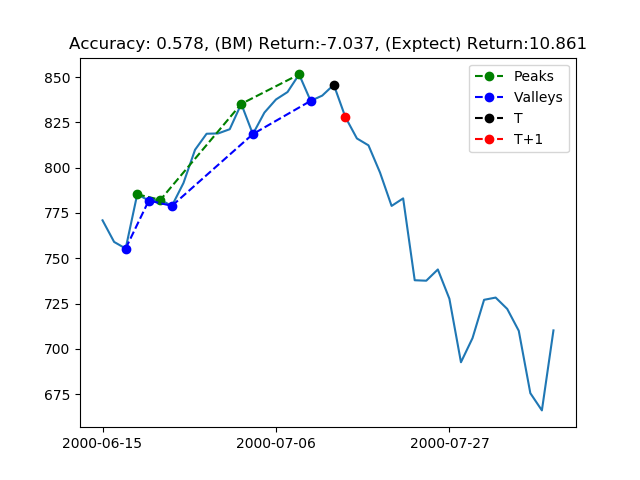 Accuracy: 0.578, (BM) Return:-7.037, (Exptect) Return:10.861
850
825
800
775
750
725
700
675
2000-06-15
2000-07-06
2000-07-27
Peaks
Valleys
T
T+1